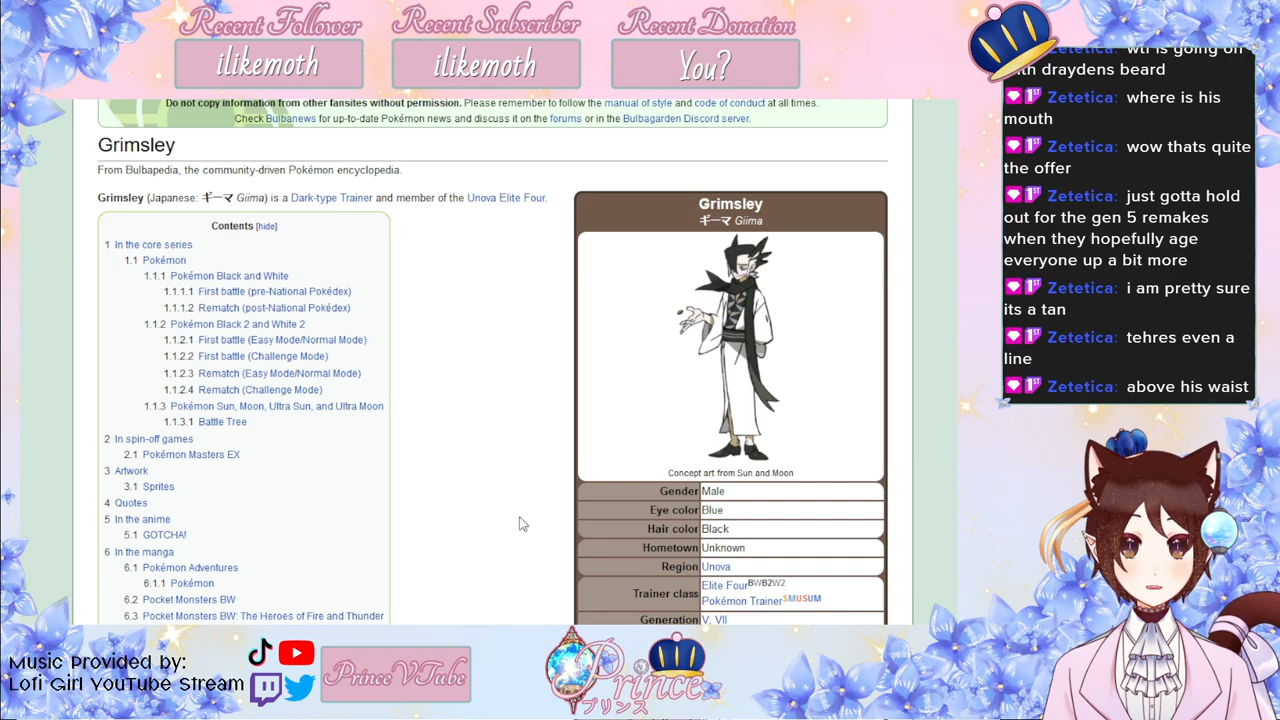 Recent Follower
ilikemoth
Recent Subscriber
ilikemoth
Recent Donation
You?
Do not copy information from other fansites without permission. Please remember to follow the manual of style and code of conduct at all times.
Check Bulbanews for up-to-date Pokémon news and discuss it on the forums or in the Bulbagarden Discord server.
Grimsley
From Bulbapedia, the community-driven Pokémon encyclopedia.
Grimsley (Japanese: ギーマ Giima) is a Dark-type Trainer and member of the Unova Elite Four.
Contents [hide]
1 In the core series
1.1 Pokémon
1.1.1 Pokémon Black and White
1.1.1.1 First battle (pre-National Pokédex)
1.1.1.2 Rematch (post-National Pokédex)
1.1.2 Pokémon Black 2 and White 2
1.1.2.1 First battle (Easy Mode/Normal Mode)
1.1.2.2 First battle (Challenge Mode)
1.1.2.3 Rematch (Easy Mode/Normal Mode)
1.1.2.4 Rematch (Challenge Mode)
1.1.3 Pokémon Sun, Moon, Ultra Sun, and Ultra Moon
1.1.3.1 Battle Tree
2 In spin-off games
2.1 Pokémon Masters EX
3 Artwork
3.1 Sprites
4 Quotes
5 In the anime
5.1 GOTCHA!
6 In the manga
6.1 Pokémon Adventures
6.1.1 Pokémon
6.2 Pocket Monsters BW
6.3 Pocket Monsters BW: The Heroes of Fire and Thunder
Grimsley
ギーマ Giima
Concept art from Sun and Moon
Gender Male
Eye color Blue
Hair color Black
Hometown Unknown
Region Unova
Trainer class Elite Four BWB2W2
Pokémon Trainer SMUSUM
Generation V, VII
Zetetica: wtf is going on
with draydens beard
Zetetica: where is his
mouth
Zetetica: wow thats quite
the offer
Zetetica: just gotta hold
out for the gen 5 remakes
when they hopefully age
everyone up a bit more
Zetetica: i am pretty sure
its a tan
Zetetica: tehres even a
line
Zetetica: above his waist
Music Provided by:
Lofi Girl YouTube Stream
PrinceVTube
Prince
プリンス